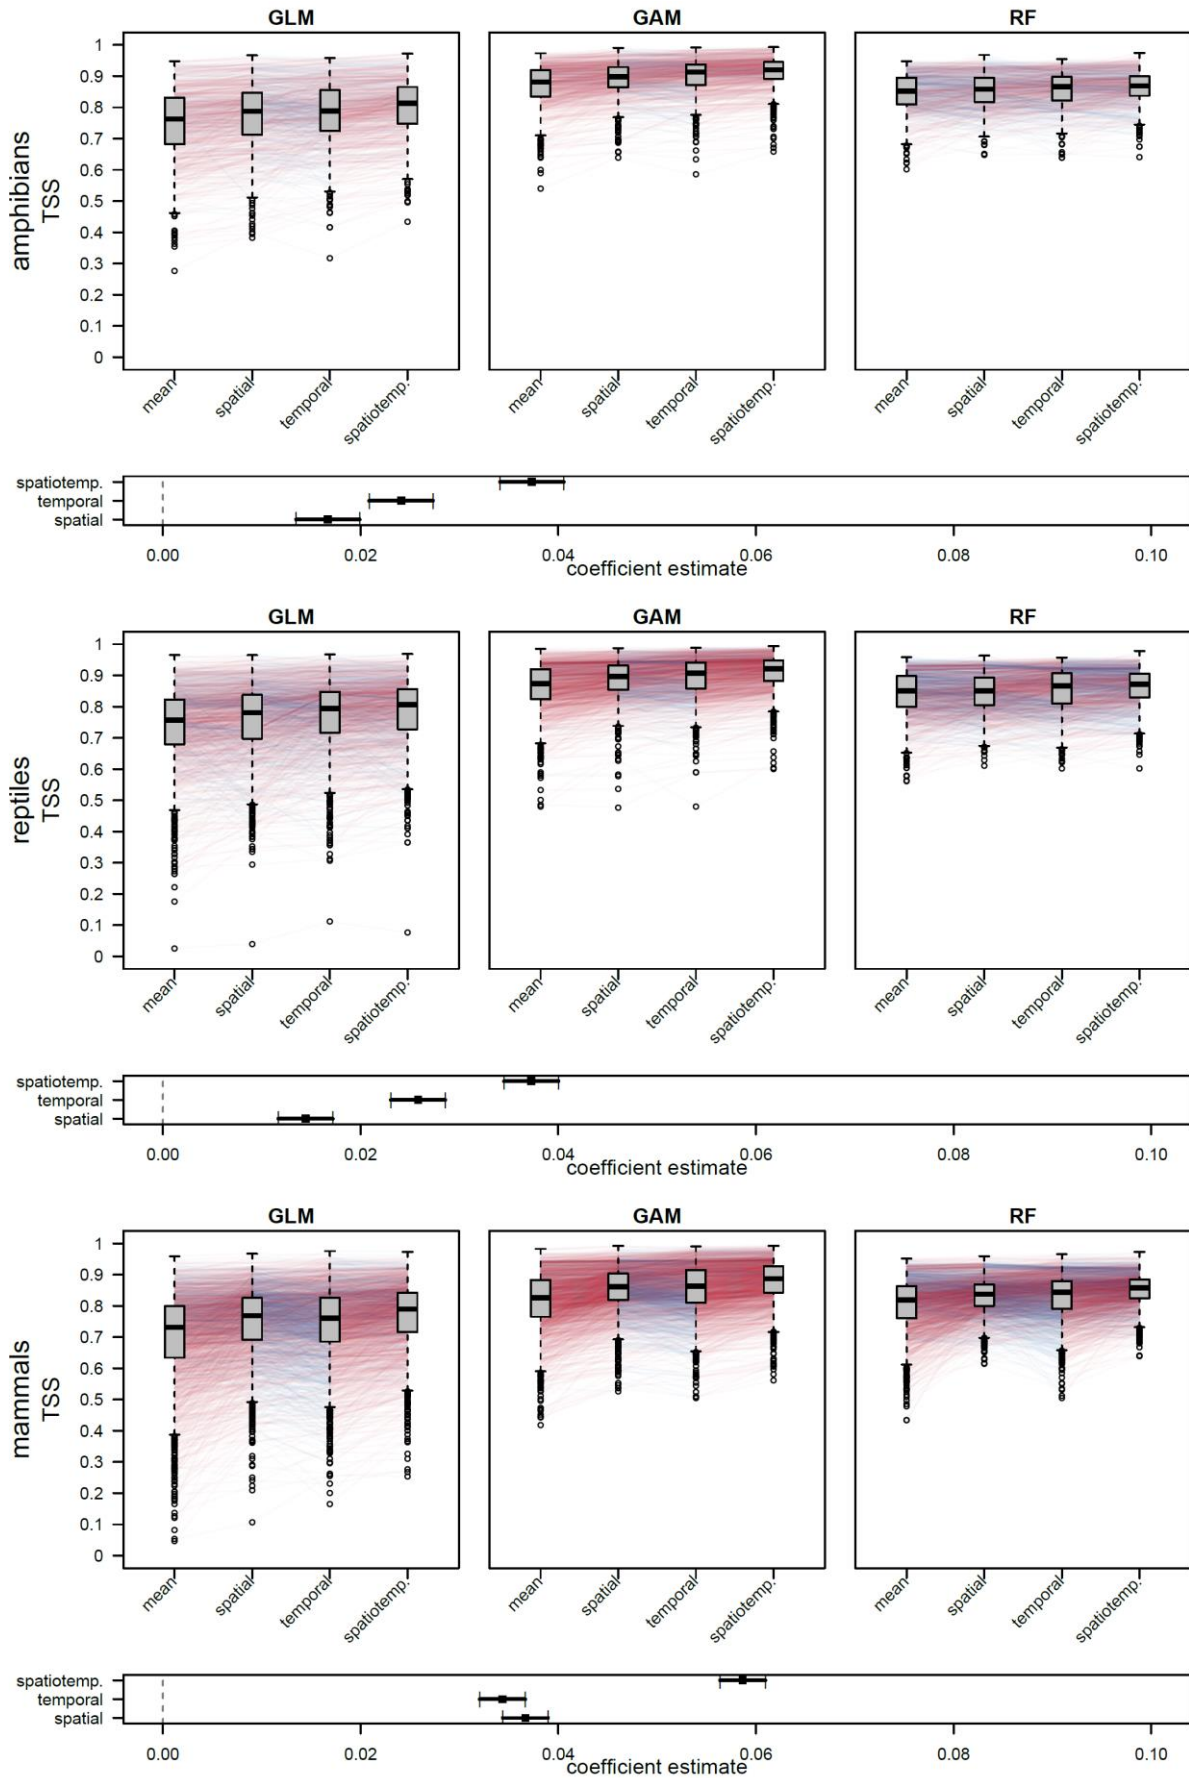 GLM GAM RF
amphibians
TSS
1
0.9
0.8
0.7
0.6
0.5
0.4
0.3
0.2
0.1
0
mean spatial temporal spatiotemp. mean spatial temporal spatiotemp. mean spatial temporal spatiotemp.
spatiotemp.
temporal
spatial
0.00 0.02 0.04 0.06 0.08 0.10
coefficient estimate
GLM GAM RF
reptiles
TSS
1
0.9
0.8
0.7
0.6
0.5
0.4
0.3
0.2
0.1
0
mean spatial temporal spatiotemp. mean spatial temporal spatiotemp. mean spatial temporal spatiotemp.
spatiotemp.
temporal
spatial
0.00 0.02 0.04 0.06 0.08 0.10
coefficient estimate
GLM GAM RF
mammals
TSS
1
0.9
0.8
0.7
0.6
0.5
0.4
0.3
0.2
0.1
0
mean spatial temporal spatiotemp. mean spatial temporal spatiotemp. mean spatial temporal spatiotemp.
spatiotemp.
temporal
spatial
0.00 0.02 0.04 0.06 0.08 0.10
coefficient estimate